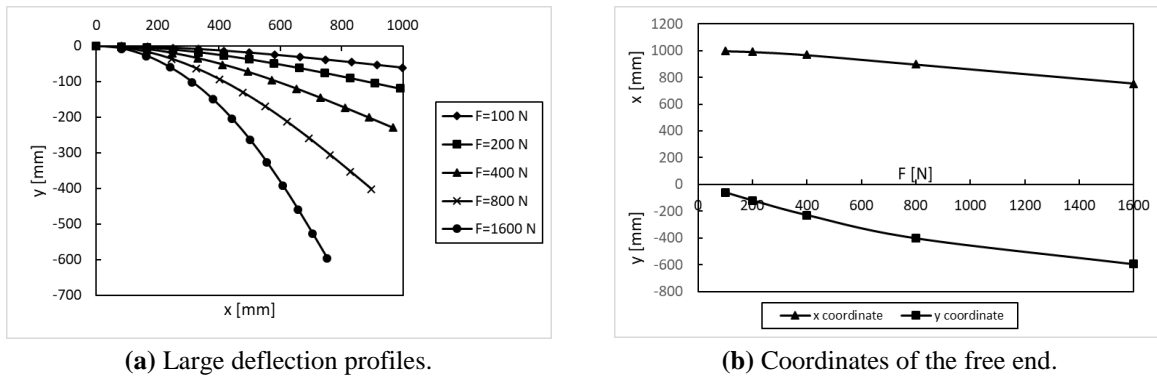 0 200 400 600 800 1000
0
-100
-200
-300
-400
-500
-600
-700
y [mm]
x [mm]
F=100 N
F=200 N
F=400 N
F=800 N
F=1600 N
(a) Large deflection profiles.
1200
1000
800
600
400
200
0
-200
-400
-600
-800
x [mm]
y [mm]
F [N]
0 200 400 600 800 1000 1200 1400 1600
x coordinate y coordinate
(b) Coordinates of the free end.